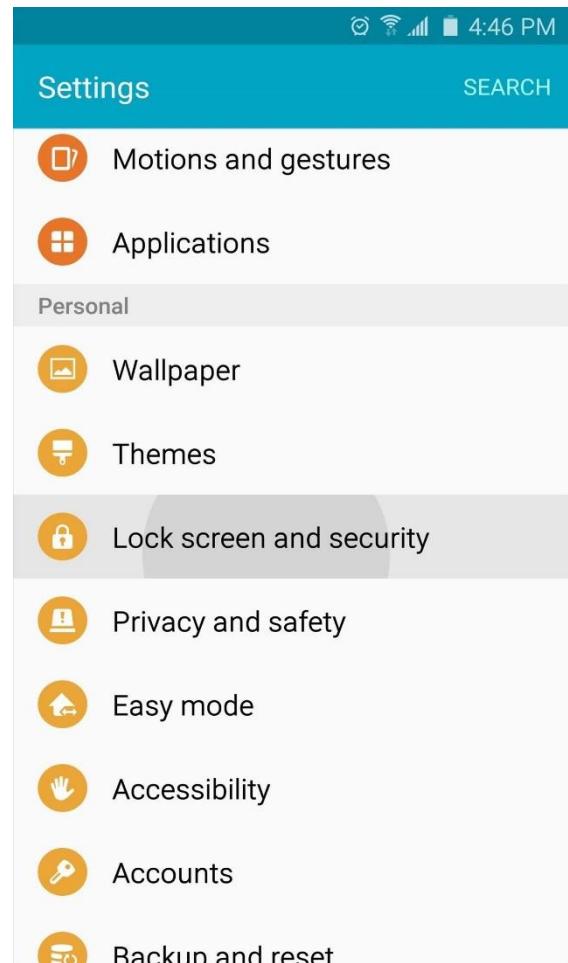 4:46 PM
Settings
SEARCH
Motions and gestures
Applications
Personal
Wallpaper
Themes
Lock screen and security
Privacy and safety
Easy mode
Accessibility
Accounts
Backup and reset